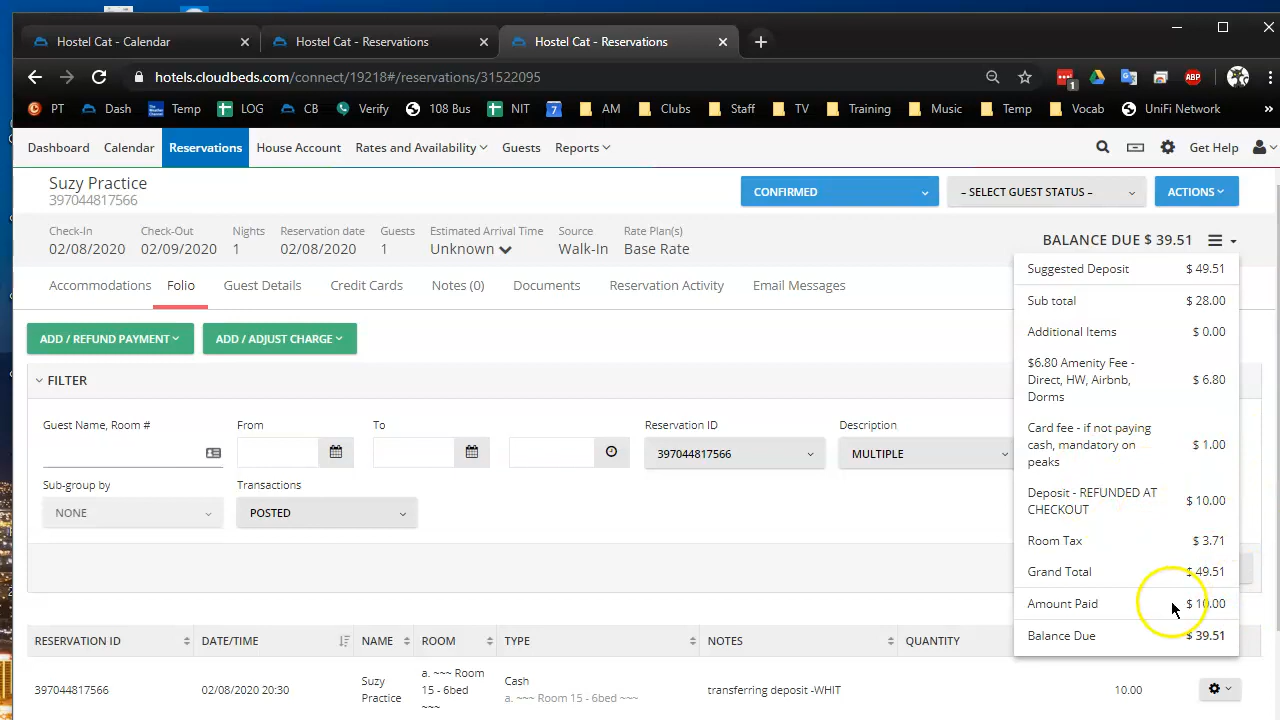 Hostel Cat - Calendar
Hostel Cat - Reservations
Hostel Cat - Reservations
hotels.cloudbeds.com/connect/19218#/reservations/31522095
1
ABP
PT Dash Temp LOG CB Verify 108 Bus NIT 7 AM Clubs Staff TV Training Music Temp Vocab UniFi Network »
Dashboard Calendar Reservations House Account Rates and Availability Guests Reports Get Help
Suzy Practice
397044817566
CONFIRMED
– SELECT GUEST STATUS –
ACTIONS
Check-In Check-Out Nights Reservation date Guests Estimated Arrival Time Source Rate Plan(s)
02/08/2020 02/09/2020 1 02/08/2020 1 Unknown Walk-In Base Rate
BALANCE DUE $ 39.51
Accommodations Folio Guest Details Credit Cards Notes (0) Documents Reservation Activity Email Messages
Suggested Deposit $ 49.51
Sub total $ 28.00
Additional Items $ 0.00
$6.80 Amenity Fee -
Direct, HW, Airbnb, $ 6.80
Dorms
Card fee - if not paying
cash, mandatory on $ 1.00
peaks
Deposit - REFUNDED AT $ 10.00
CHECKOUT
Room Tax $ 3.71
Grand Total $ 49.51
Amount Paid $ 10.00
Balance Due $ 39.51
ADD / REFUND PAYMENT
ADD / ADJUST CHARGE
FILTER
Guest Name, Room # From To Reservation ID Description
397044817566 MULTIPLE
Sub-group by Transactions
NONE POSTED
RESERVATION ID DATE/TIME NAME ROOM TYPE NOTES QUANTITY
397044817566 02/08/2020 20:30 Suzy Practice a. ~~~ Room 15 - 6bed ~~~ Cash a. ~~~ Room 15 - 6bed ~~~ transferring deposit -WHIT 10.00